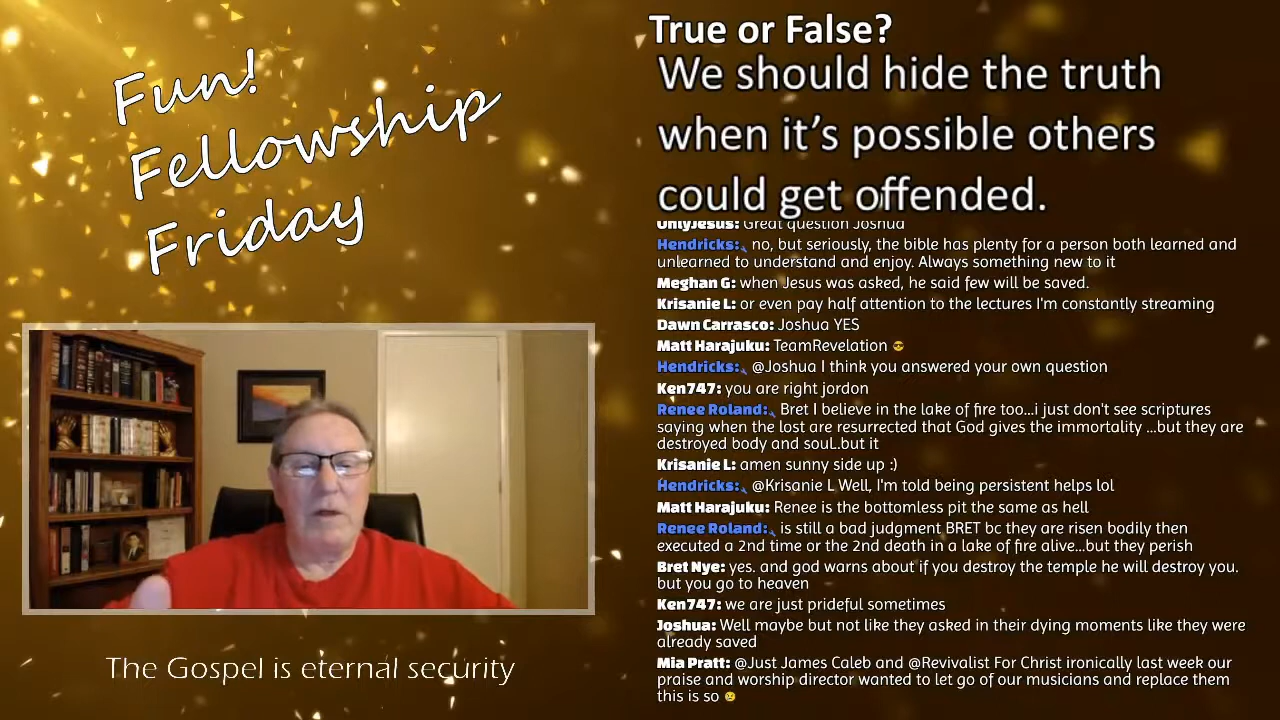 Fun!
Fellowship
Friday
The Gospel is eternal security
True or False?
We should hide the truth
when it’s possible others
could get offended.
OnlyJesus: Great question Joshua
Hendricks: no, but seriously, the bible has plenty for a person both learned and
unlearned to understand and enjoy. Always something new to it
Meghan G: when Jesus was asked, he said few will be saved.
Krisanie L: or even pay half attention to the lectures I'm constantly streaming
Dawn Carrasco: Joshua YES
Matt Harajuku: TeamRevelation 😎
Hendricks: @Joshua I think you answered your own question
Ken747: you are right jordon
Renee Roland: Bret I believe in the lake of fire too...i just don't see scriptures
saying when the lost are resurrected that God gives the immortality ...but they are
destroyed body and soul..but it
Krisanie L: amen sunny side up :)
Hendricks: @Krisanie L Well, I'm told being persistent helps lol
Matt Harajuku: Renee is the bottomless pit the same as hell
Renee Roland: is still a bad judgment BRET bc they are risen bodily then
executed a 2nd time or the 2nd death in a lake of fire alive...but they perish
Bret Nye: yes. and god warns about if you destroy the temple he will destroy you.
but you go to heaven
Ken747: we are just prideful sometimes
Joshua: Well maybe but not like they asked in their dying moments like they were
already saved
Mia Pratt: @Just James Caleb and @Revivalist For Christ ironically last week our
praise and worship director wanted to let go of our musicians and replace them
this is so 😢